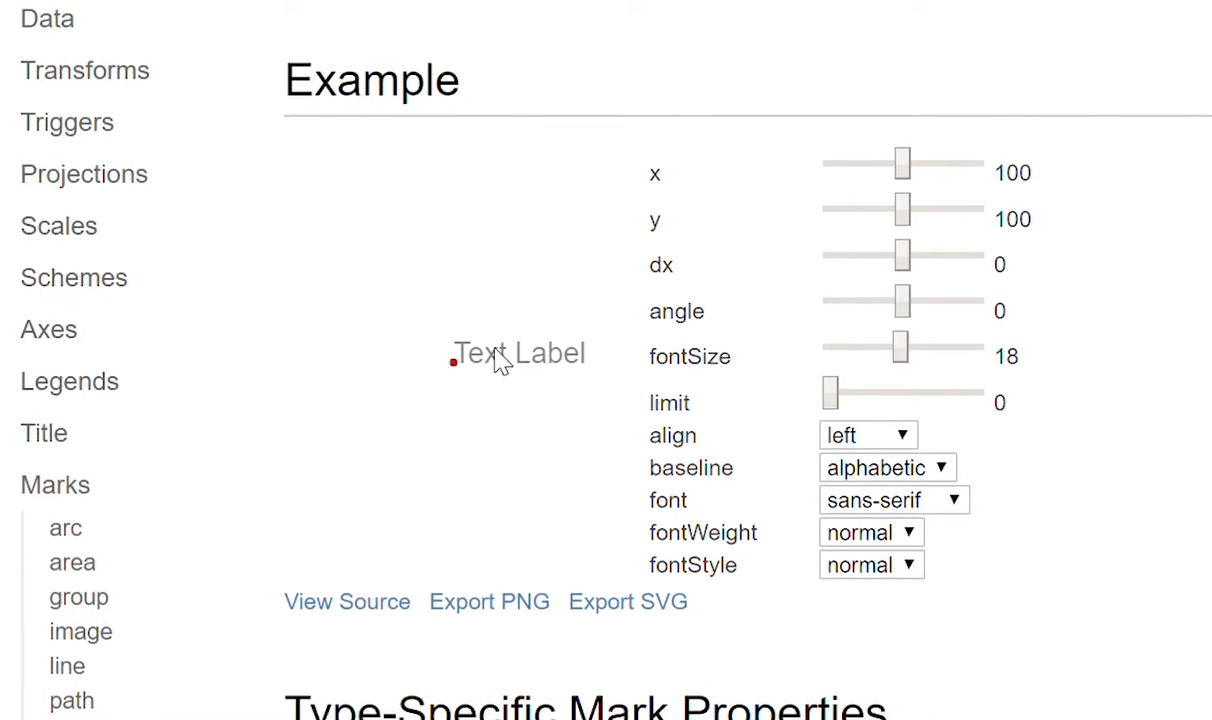 Data
Transforms
Triggers
Projections
Scales
Schemes
Axes
Legends
Title
Marks
arc
area
group
image
line
path
Example
Text Label
x 100
y 100
dx 0
angle 0
fontSize 18
limit 0
align left
baseline alphabetic
font sans-serif
fontWeight normal
fontStyle normal
View Source Export PNG Export SVG
Type-Specific Mark Properties